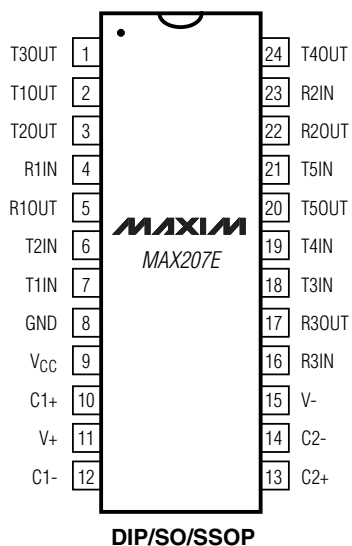 T3OUT 1 24 T4OUT
T1OUT 2 23 R2IN
T2OUT 3 22 R2OUT
R1IN 4 21 T5IN
R1OUT 5 20 T5OUT
MAXIM
T2IN 6 19 T4IN
MAX207E
T1IN 7 18 T3IN
GND 8 17 R3OUT
VCC 9 16 R3IN
C1+ 10 15 V-
V+ 11 14 C2-
C1- 12 13 C2+
DIP/SO/SSOP